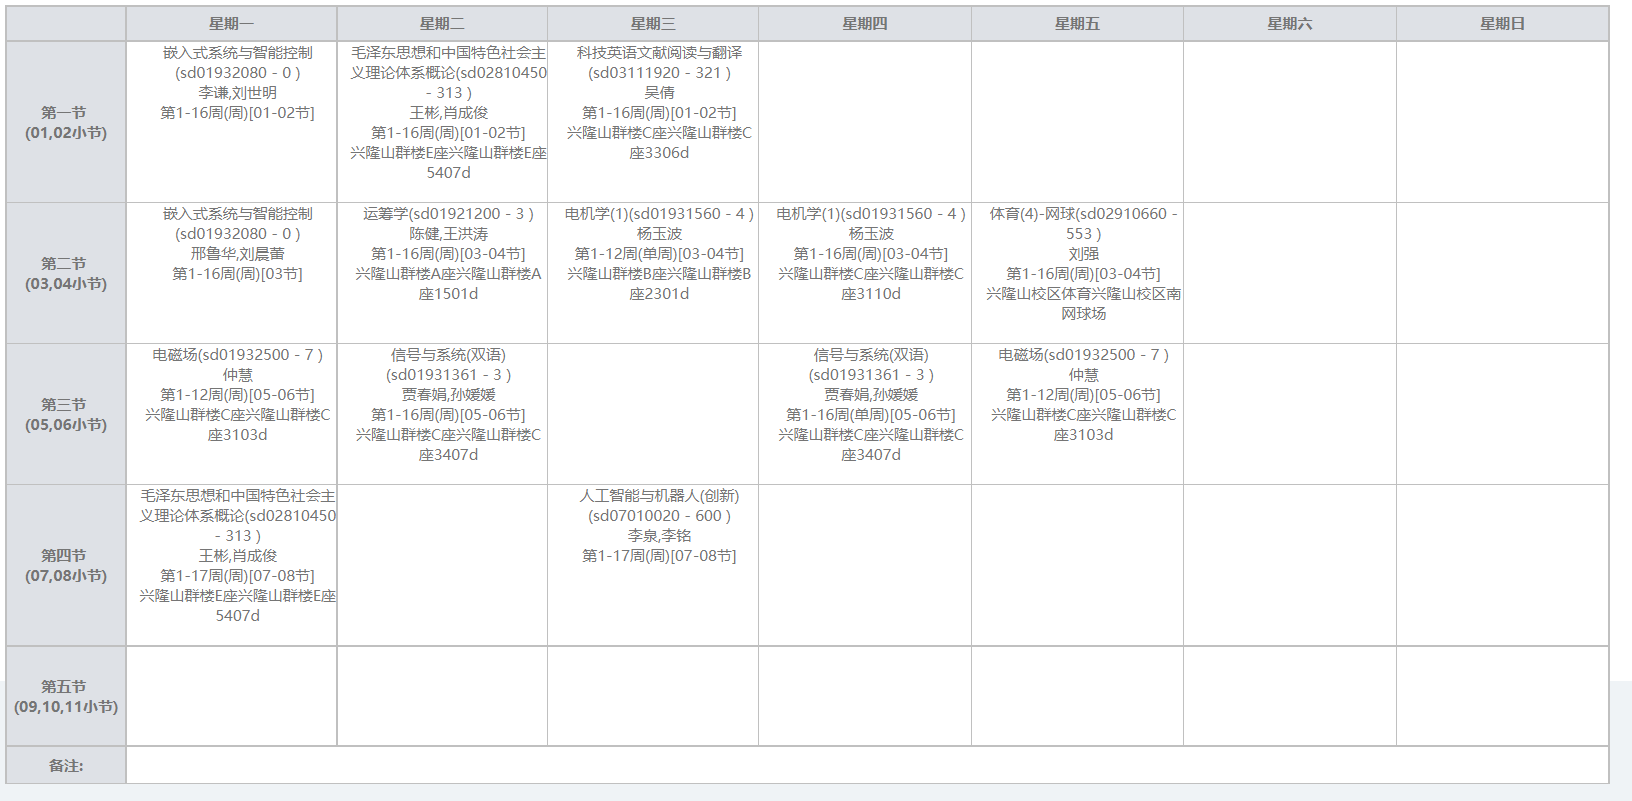 星期一
星期二
星期三
星期四
星期五
星期六
星期日
第一节
(01,02小节)
嵌入式系统与智能控制
(sd01932080 - 0 )
李谦,刘世明
第1-16周(周)[01-02节]
毛泽东思想和中国特色社会主
义理论体系概论(sd02810450
- 313 )
王彬,肖成俊
第1-16周(周)[01-02节]
兴隆山群楼E座兴隆山群楼E座
5407d
科技英语文献阅读与翻译
(sd03111920 - 321 )
吴倩
第1-16周(周)[01-02节]
兴隆山群楼C座兴隆山群楼C
座3306d
第二节
(03,04小节)
嵌入式系统与智能控制
(sd01932080 - 0 )
邢鲁华,刘晨蕾
第1-16周(周)[03节]
运筹学(sd01921200 - 3 )
陈健,王洪涛
第1-16周(周)[03-04节]
兴隆山群楼A座兴隆山群楼A
座1501d
电机学(1)(sd01931560 - 4 )
杨玉波
第1-12周(单周)[03-04节]
兴隆山群楼B座兴隆山群楼B
座2301d
电机学(1)(sd01931560 - 4 )
杨玉波
第1-16周(周)[03-04节]
兴隆山群楼C座兴隆山群楼C
座3110d
体育(4)-网球(sd02910660 -
553 )
刘强
第1-16周(周)[03-04节]
兴隆山校区体育兴隆山校区南
网球场
第三节
(05,06小节)
电磁场(sd01932500 - 7 )
仲慧
第1-12周(周)[05-06节]
兴隆山群楼C座兴隆山群楼C
座3103d
信号与系统(双语)
(sd01931361 - 3 )
贾春娟,孙媛媛
第1-16周(周)[05-06节]
兴隆山群楼C座兴隆山群楼C
座3407d
信号与系统(双语)
(sd01931361 - 3 )
贾春娟,孙媛媛
第1-16周(单周)[05-06节]
兴隆山群楼C座兴隆山群楼C
座3407d
电磁场(sd01932500 - 7 )
仲慧
第1-12周(周)[05-06节]
兴隆山群楼C座兴隆山群楼C
座3103d
第四节
(07,08小节)
毛泽东思想和中国特色社会主
义理论体系概论(sd02810450
- 313 )
王彬,肖成俊
第1-17周(周)[07-08节]
兴隆山群楼E座兴隆山群楼E座
5407d
人工智能与机器人(创新)
(sd07010020 - 600 )
李泉,李铭
第1-17周(周)[07-08节]
第五节
(09,10,11小节)
备注: